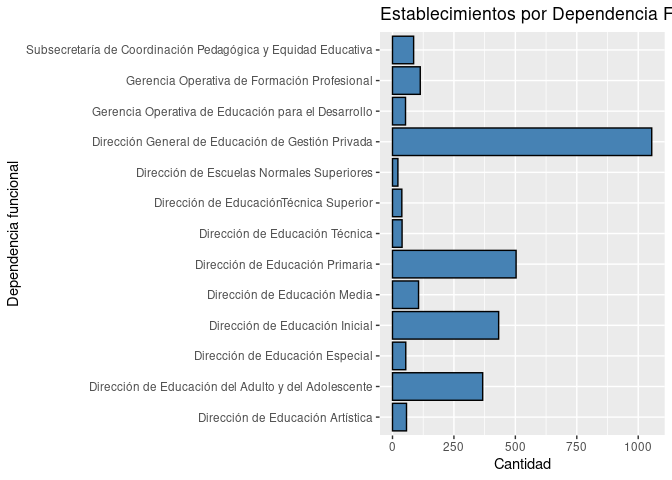 Establecimientos por Dependencia F
Subsecretaría de Coordinación Pedagógica y Equidad Educativa
Gerencia Operativa de Formación Profesional
Gerencia Operativa de Educación para el Desarrollo
Dirección General de Educación de Gestión Privada
Dirección de Escuelas Normales Superiores
Dirección de EducaciónTécnica Superior
Dirección de Educación Técnica
Dirección de Educación Primaria
Dirección de Educación Media
Dirección de Educación Inicial
Dirección de Educación Especial
Dirección de Educación del Adulto y del Adolescente
Dirección de Educación Artística
Dependencia funcional
0 250 500 750 1000
Cantidad